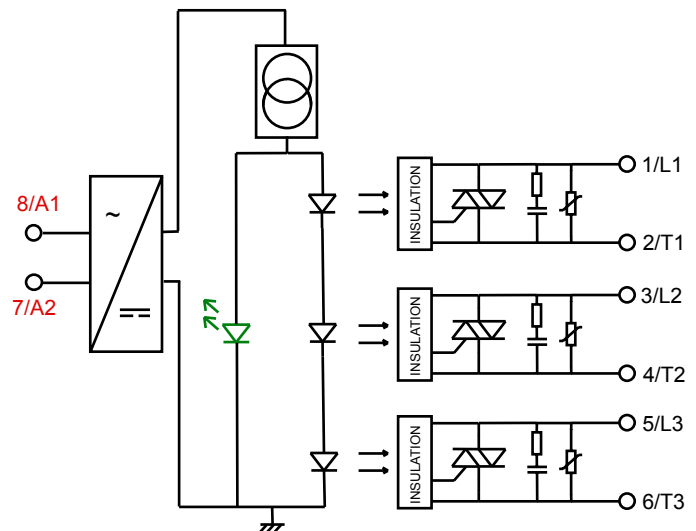 8/A1
~
7/A2
INSULATION
1/L1
2/T1
INSULATION
3/L2
4/T2
INSULATION
5/L3
6/T3